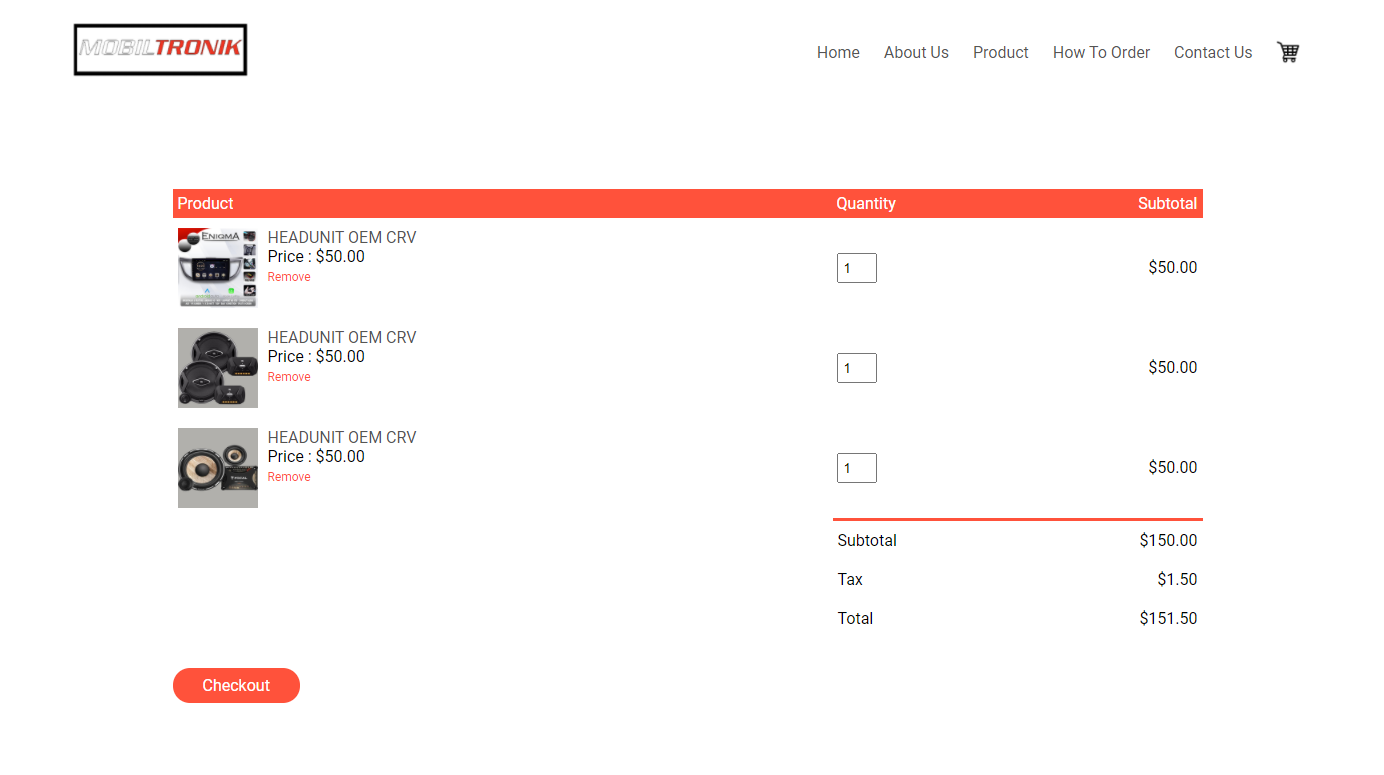 MOBILTRONIK
Home About Us Product How To Order Contact Us
Product Quantity Subtotal
ENIGMA
HEADUNIT OEM CRV
Price : $50.00
Remove
1
$50.00
HEADUNIT OEM CRV
Price : $50.00
Remove
1
$50.00
HEADUNIT OEM CRV
Price : $50.00
Remove
1
$50.00
Subtotal $150.00
Tax $1.50
Total $151.50
Checkout